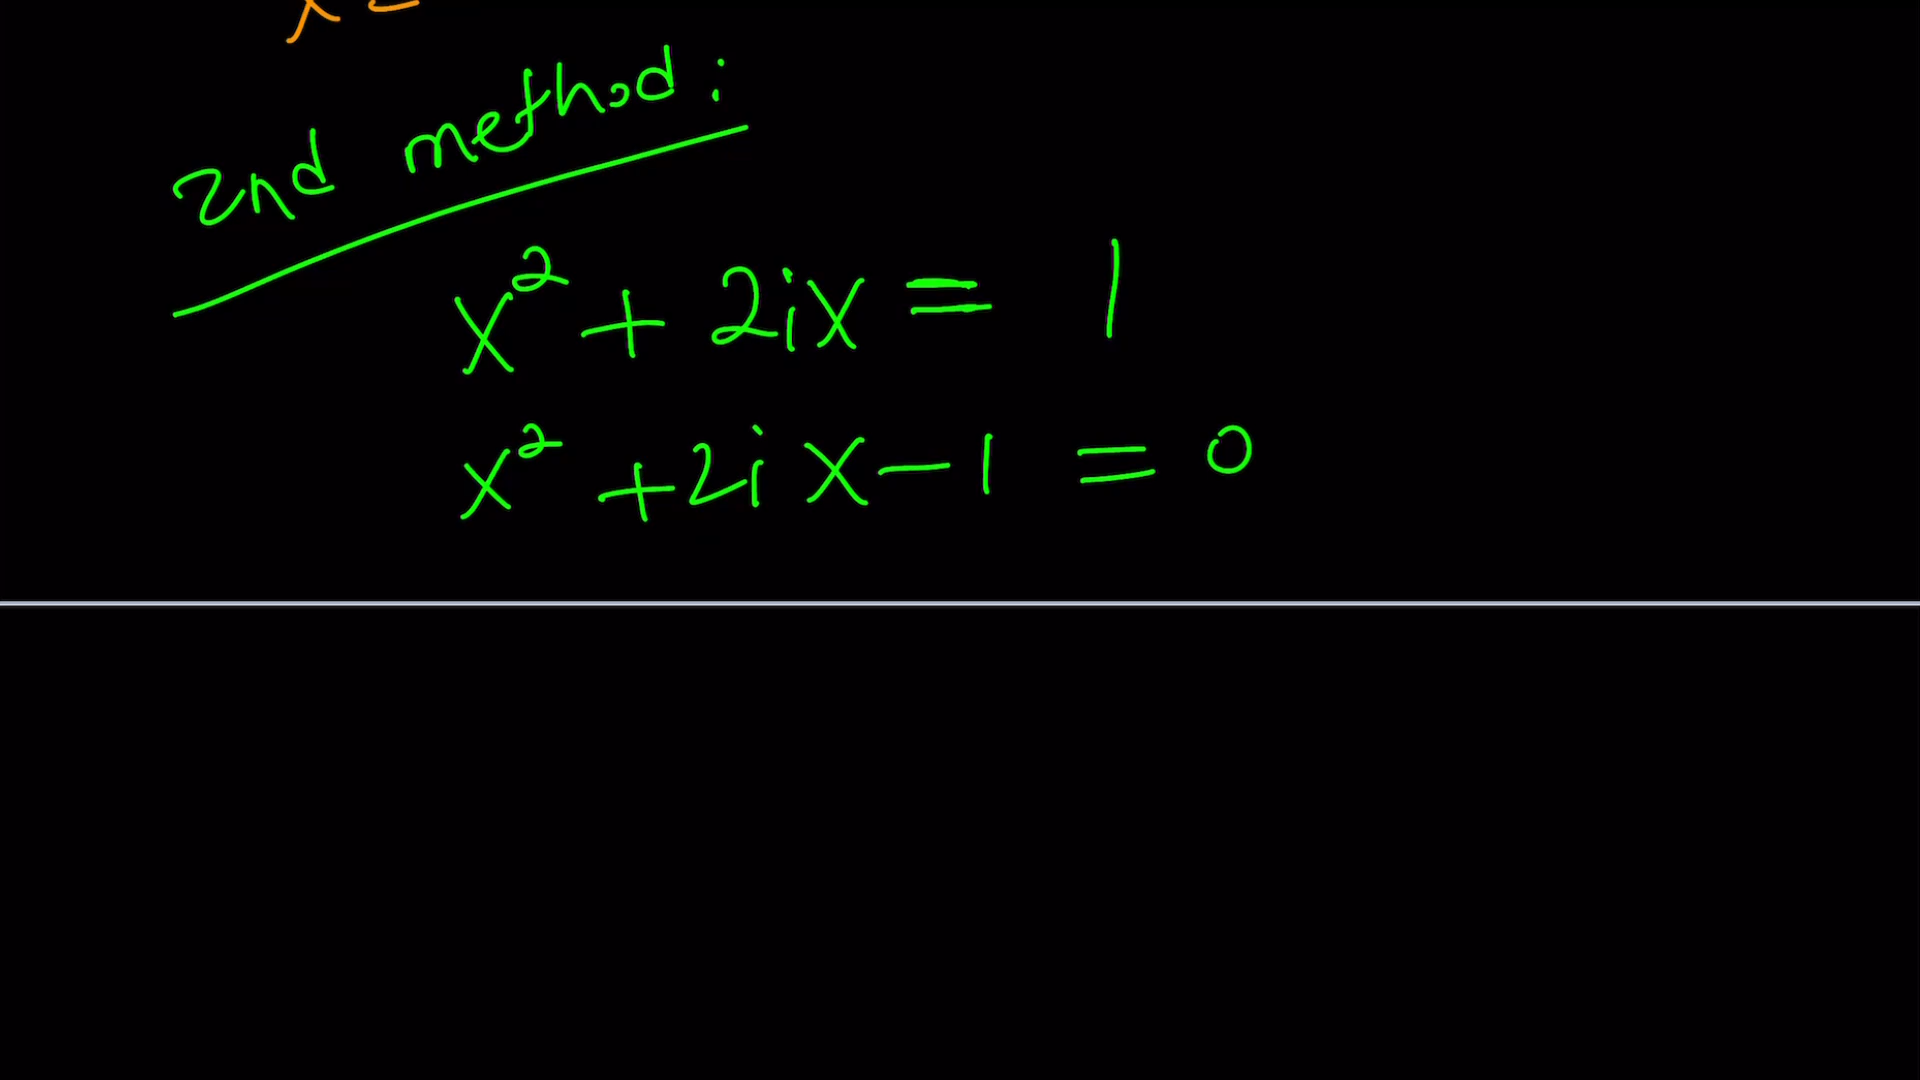 2nd method:
x² + 2ix = 1
x² + 2ix - 1 = 0